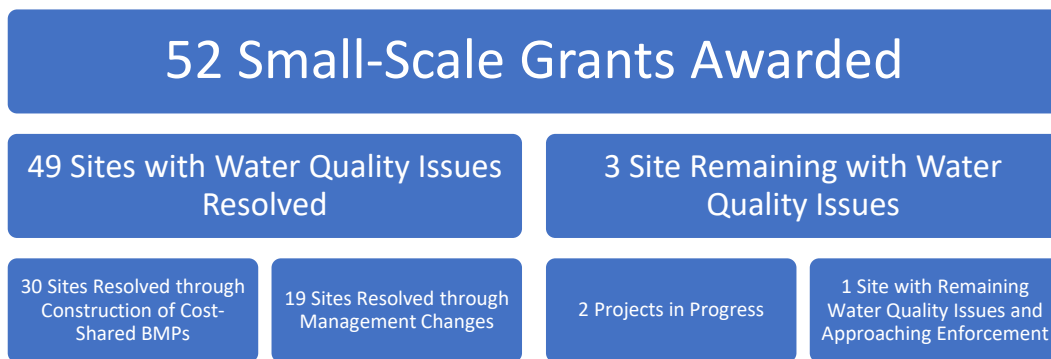 52 Small-Scale Grants Awarded
49 Sites with Water Quality Issues
Resolved
3 Site Remaining with Water
Quality Issues
30 Sites Resolved through
Construction of Cost-
Shared BMPs
19 Sites Resolved through
Management Changes
2 Projects in Progress
1 Site with Remaining
Water Quality Issues and
Approaching Enforcement